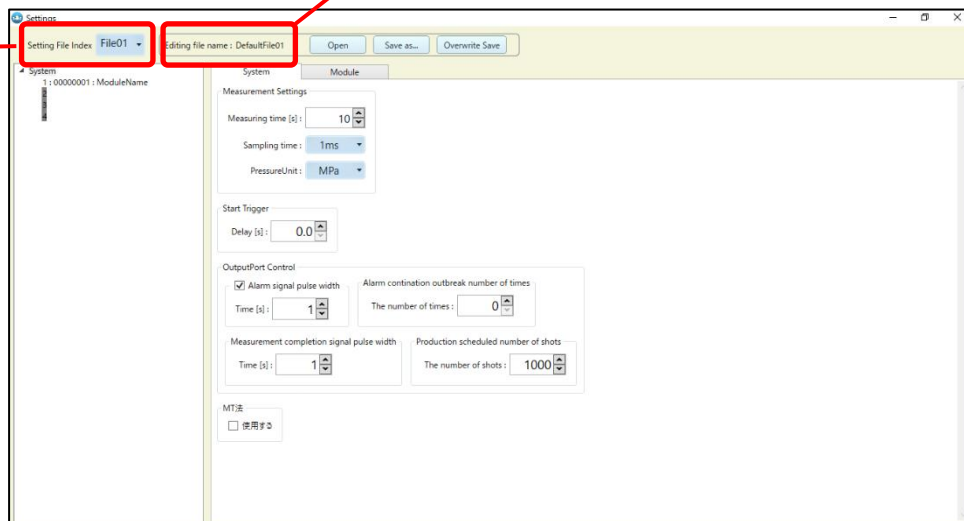 Settings
Setting File Index File01 Editing file name : DefaultFile01 Open Save as... Overwrite Save
System
1 : 00000001 : ModuleName
2
3
4
System Module
Measurement Settings
Measuring time [s] : 10
Sampling time : 1ms
PressureUnit : MPa
Start Trigger
Delay [s] : 0.0
OutputPort Control
Alarm signal pulse width
Time [s] : 1
Alarm contination outbreak number of times
The number of times : 0
Measurement completion signal pulse width
Time [s] : 1
Production scheduled number of shots
The number of shots : 1000
MT法
使用する